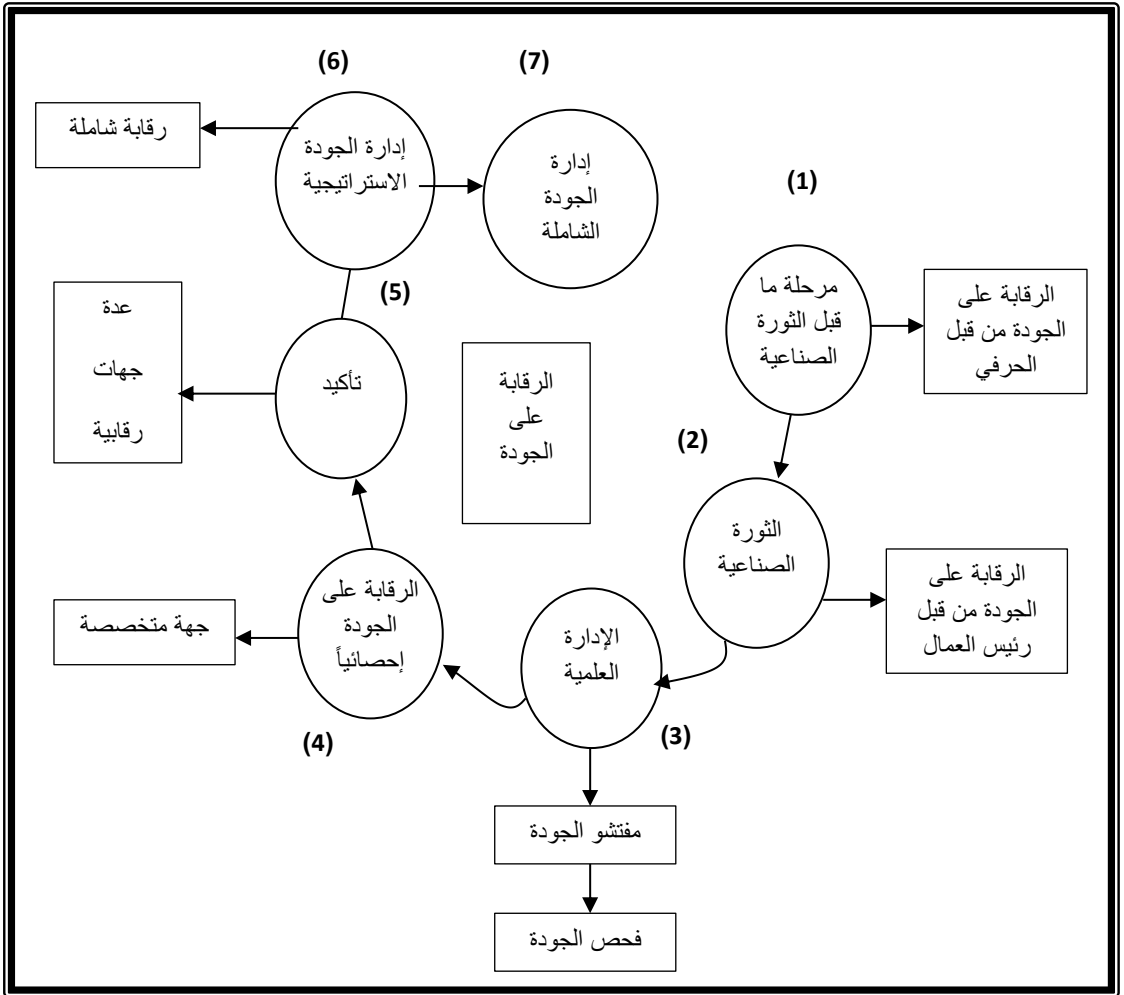 (6)
(7)
رقابة شاملة
إدارة الجودة
الاستراتيجية
إدارة
الجودة
الشاملة
(1)
مرحلة ما
قبل الثورة
الصناعية
الرقابة على
الجودة من قبل
الحرفي
(5)
عدة
جهات
رقابية
تأكيد
الرقابة
على
الجودة
(2)
الثورة
الصناعية
الرقابة على
الجودة من قبل
رئيس العمال
جهة متخصصة
الرقابة على
الجودة
إحصائياً
الإدارة
العلمية
(4)
(3)
مفتشو الجودة
فحص الجودة